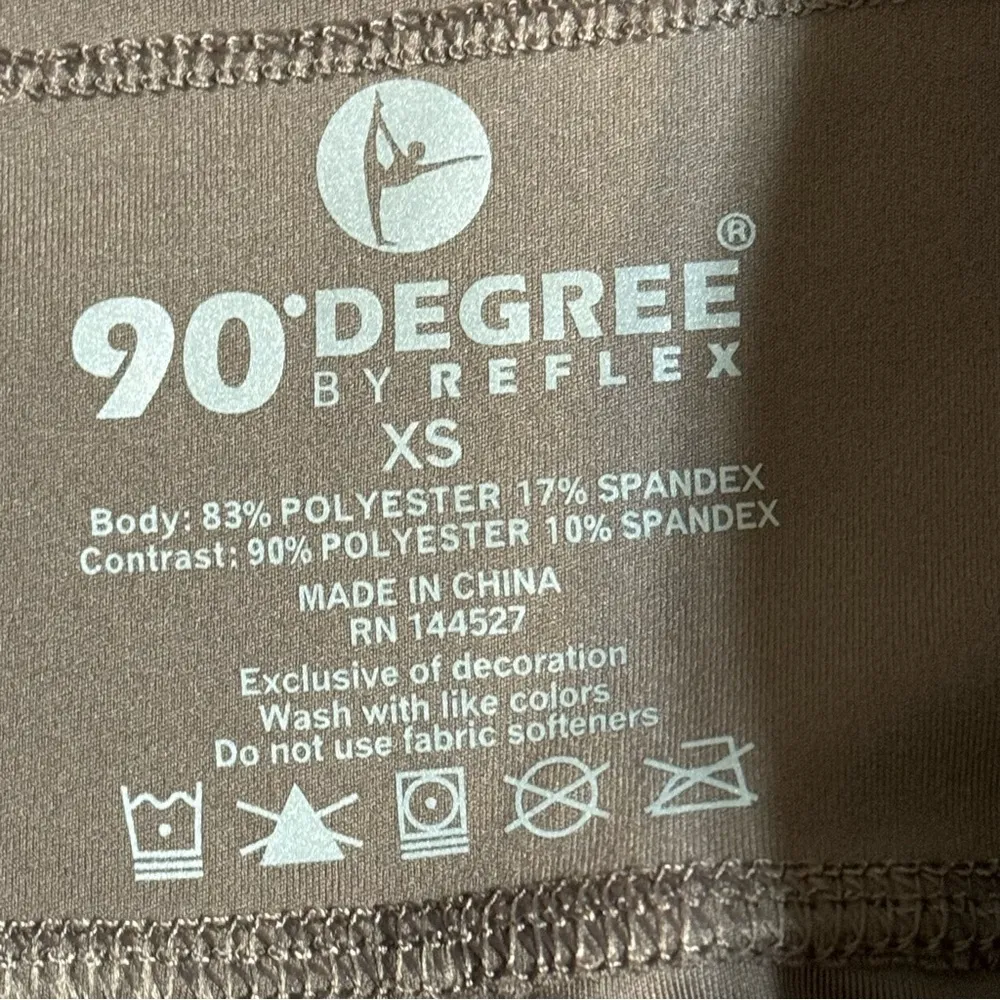 90°DEGREE®
BY REFLEX
XS
Body: 83% POLYESTER 17% SPANDEX
Contrast: 90% POLYESTER 10% SPANDEX
MADE IN CHINA
RN 144527
Exclusive of decoration
Wash with like colors
Do not use fabric softeners